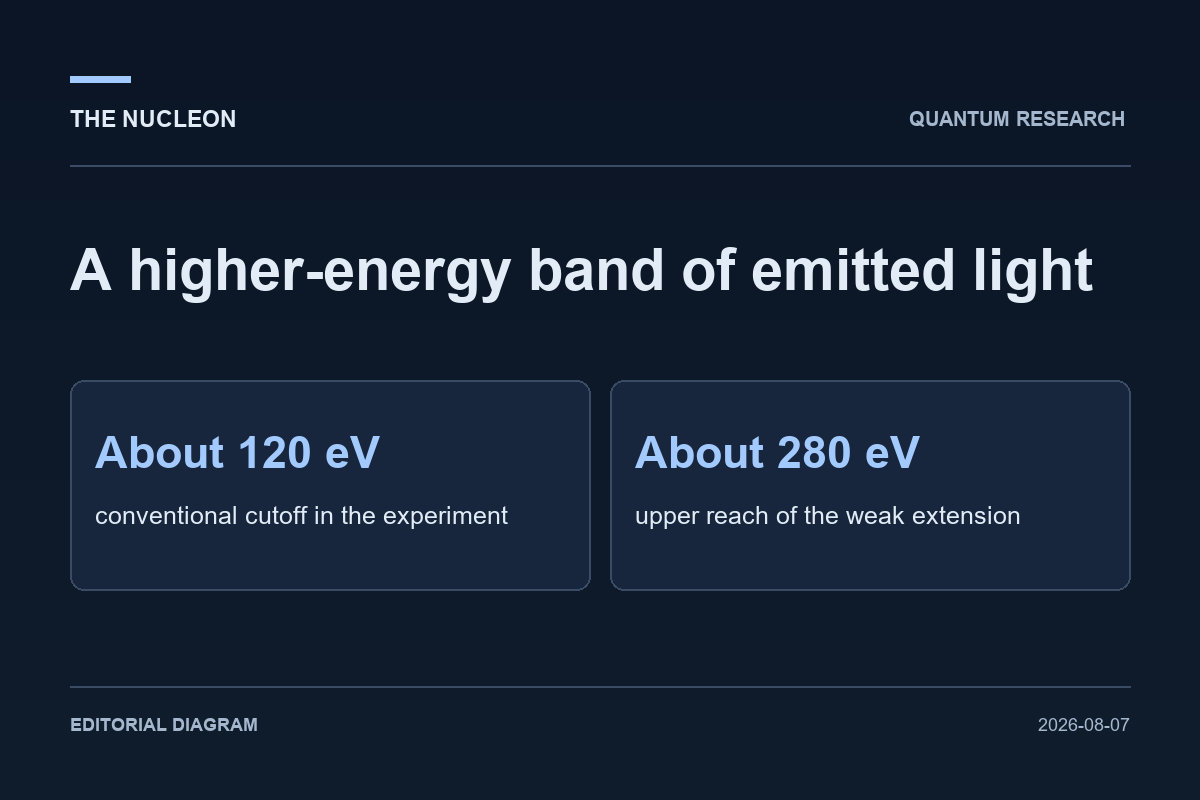 THE NUCLEON
QUANTUM RESEARCH
A higher-energy band of emitted light
About 120 eV
conventional cutoff in the experiment
About 280 eV
upper reach of the weak extension
EDITORIAL DIAGRAM
2026-08-07